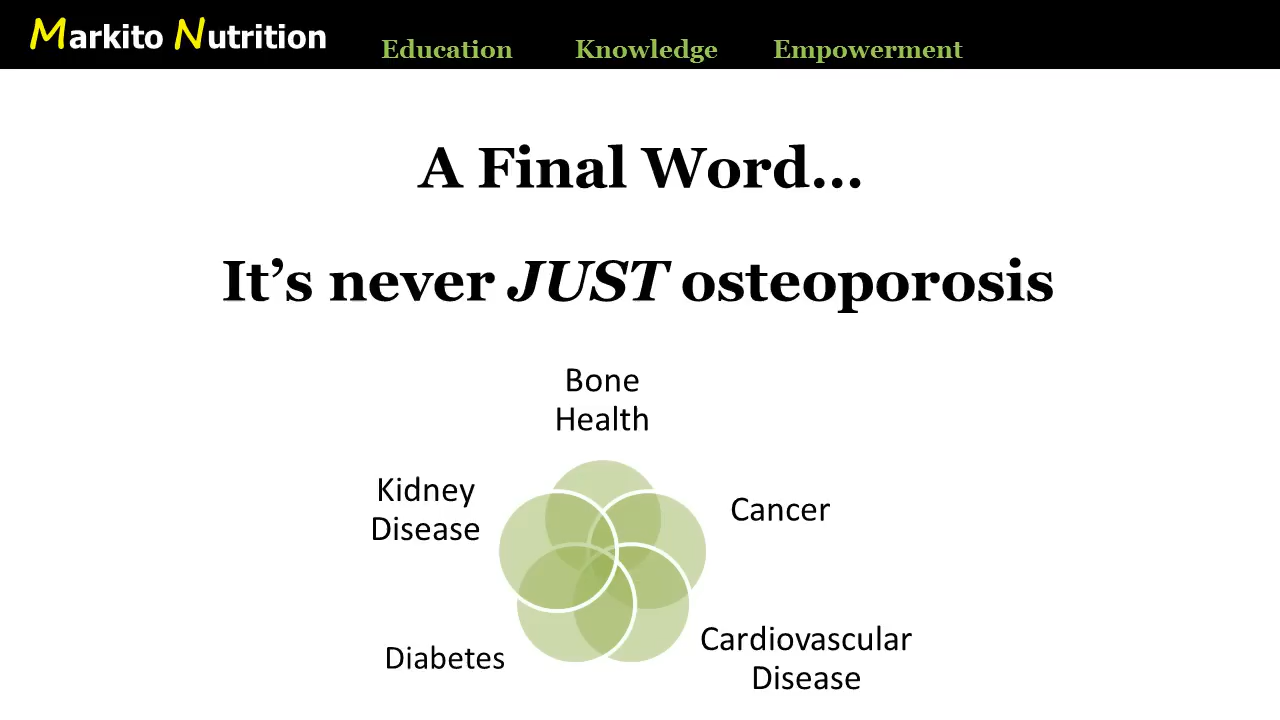 Markito Nutrition
Education Knowledge Empowerment
A Final Word…
It’s never JUST osteoporosis
Bone
Health
Kidney
Disease
Cancer
Diabetes
Cardiovascular
Disease